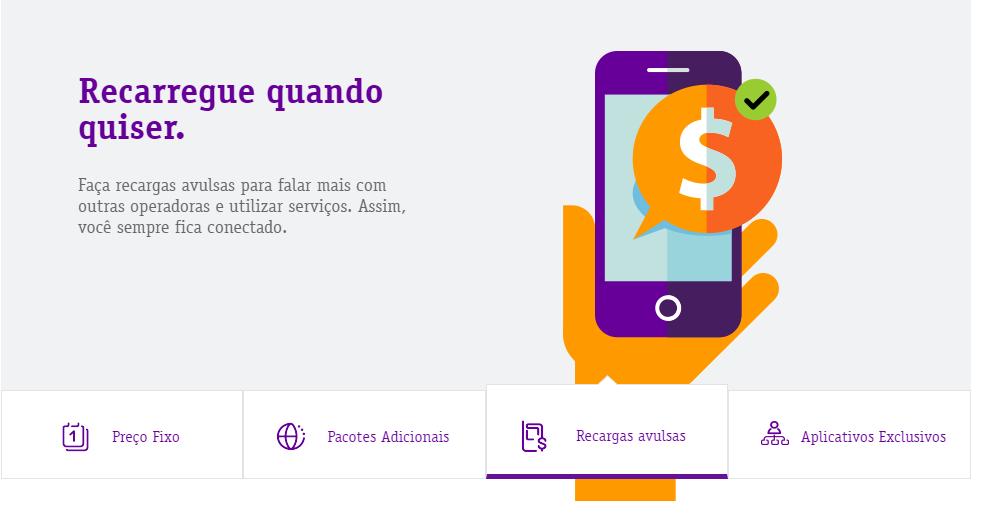 Recarregue quando
quiser.
Faça recargas avulsas para falar mais com
outras operadoras e utilizar serviços. Assim,
você sempre fica conectado.
$
1 Preço Fixo
Pacotes Adicionais
$ Recargas avulsas
Aplicativos Exclusivos